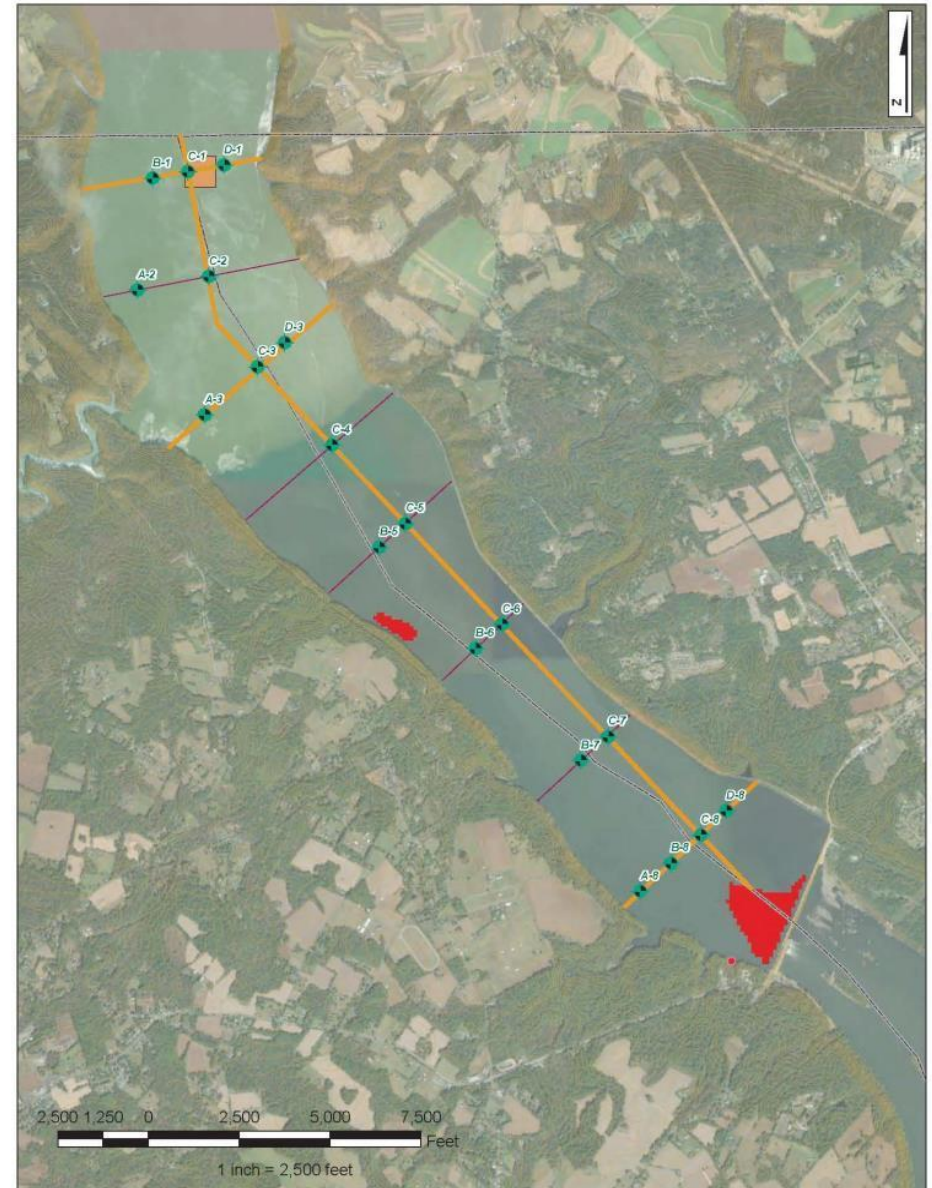 N
B-1 C-1 D-1
A-2 C-2
D-3
C-3
A-3
C-4
C-5
B-5
C-6
B-6
C-7
B-7
D-8
C-8
B-8
A-8
2,500 1,250 0 2,500 5,000 7,500
Feet
1 inch = 2,500 feet